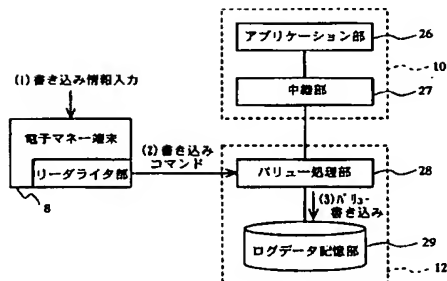 アプリケーション部
26
10
(1) 書き込み情報入力
中継部
27
電子マネー端末
(2) 書き込み
コマンド
リーダライタ部
バリュー処理部
28
8
(3) バリュー
書き込み
ログデータ記憶部
29
12